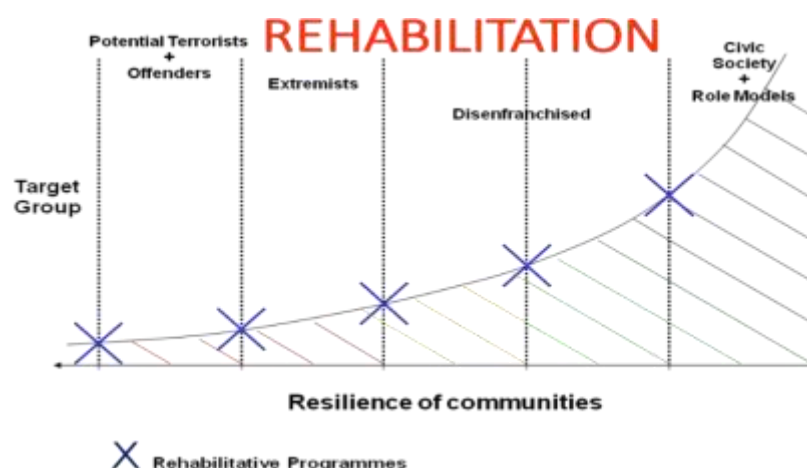 REHABILITATION
Potential Terrorists
+
Offenders
Extremists
Disenfranchised
Civic
Society
+
Role Models
Target
Group
Resilience of communities
Rehabilitative Programmes